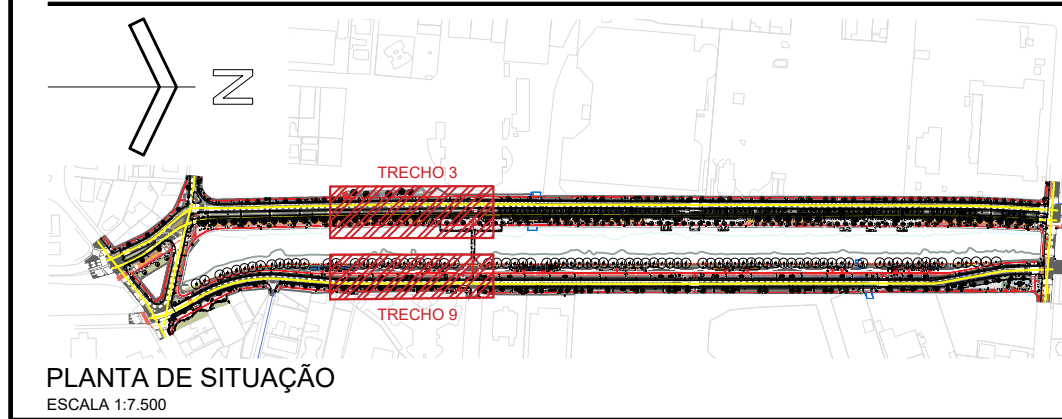 N
TRECHO 3
TRECHO 9
PLANTA DE SITUAÇÃO
ESCALA 1:7.500